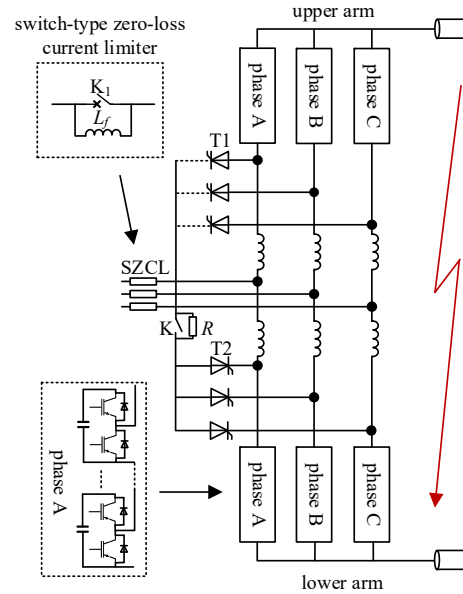 switch-type zero-loss
current limiter
upper arm
K1
Lf
phase A
phase B
phase C
T1
SZCL
K
R
T2
phase A
phase A
phase B
phase C
lower arm